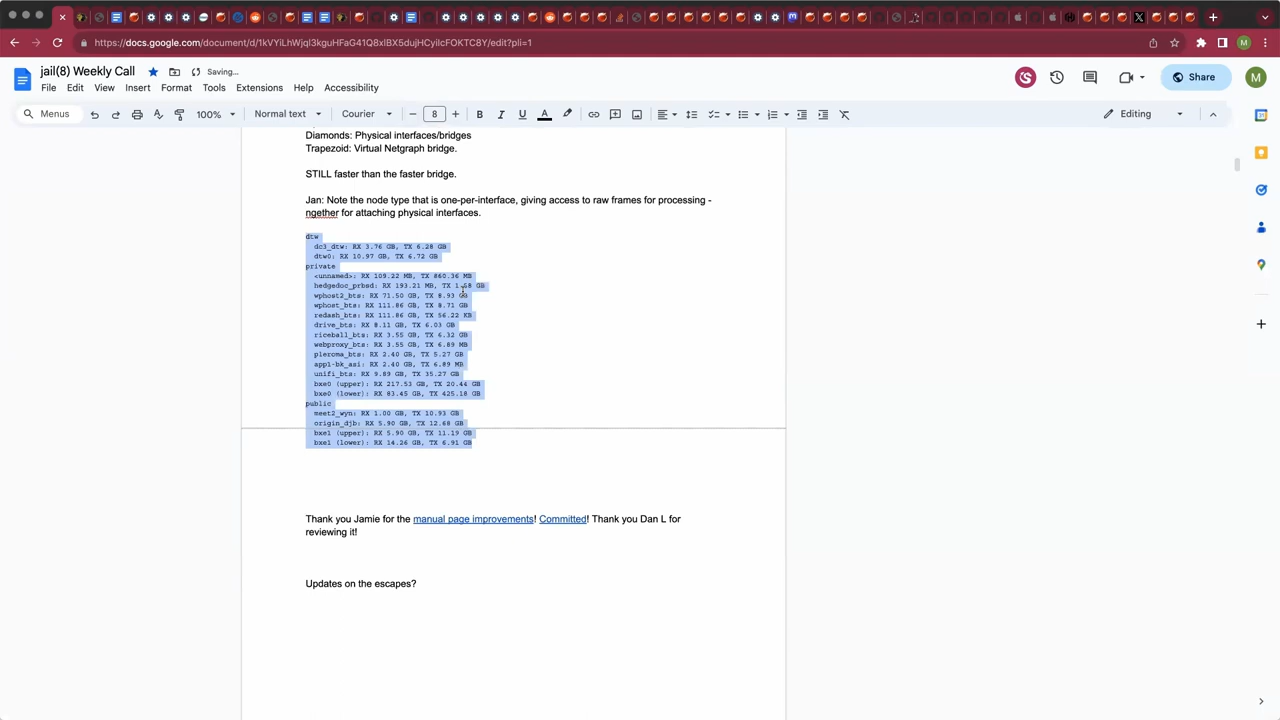 https://docs.google.com/document/d/1kVYiLhWjql3kguHFaG41Q8xlBX5dujHCyilcFOKTC8Y/edit?pli=1
jail(8) Weekly Call
Saving...
File Edit View Insert Format Tools Extensions Help Accessibility
Share
M
Menus
100%
Normal text
Courier
8
Editing
Diamonds: Physical interfaces/bridges
Trapezoid: Virtual Netgraph bridge.
STILL faster than the faster bridge.
Jan: Note the node type that is one-per-interface, giving access to raw frames for processing -
ngether for attaching physical interfaces.
dtw
dc3_dtw: RX 3.76 GB, TX 6.28 GB
dtw0: RX 10.97 GB, TX 6.72 GB
private
<unnamed>: RX 109.22 MB, TX 860.36 MB
hedgedoc_prbsd: RX 193.21 MB, TX 1.58 GB
wphost2_bts: RX 71.50 GB, TX 8.93 GB
wphost_bts: RX 111.86 GB, TX 8.71 GB
redash_bts: RX 111.86 GB, TX 56.22 KB
drive_bts: RX 8.11 GB, TX 6.03 GB
riceball_bts: RX 3.55 GB, TX 6.32 GB
webproxy_bts: RX 3.55 GB, TX 6.89 MB
pleroma_bts: RX 2.40 GB, TX 5.27 GB
appl-bk_asi: RX 2.40 GB, TX 6.89 MB
unifi_bts: RX 9.89 GB, TX 35.27 GB
bxe0 (upper): RX 217.53 GB, TX 20.44 GB
bxe0 (lower): RX 83.45 GB, TX 425.18 GB
public
meet2_wyn: RX 1.00 GB, TX 10.93 GB
origin_djb: RX 5.90 GB, TX 12.68 GB
bxe1 (upper): RX 5.90 GB, TX 11.19 GB
bxe1 (lower): RX 14.26 GB, TX 6.91 GB
Thank you Jamie for the manual page improvements! Committed! Thank you Dan L for
reviewing it!
Updates on the escapes?